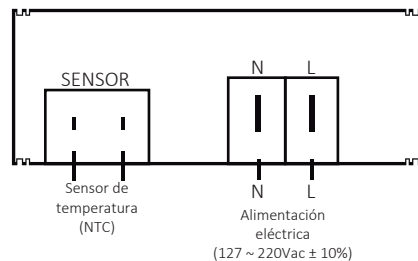 SENSOR
N
L
N
L
Sensor de
temperatura
(NTC)
Alimentación
eléctrica
(127 ~ 220Vac ± 10%)